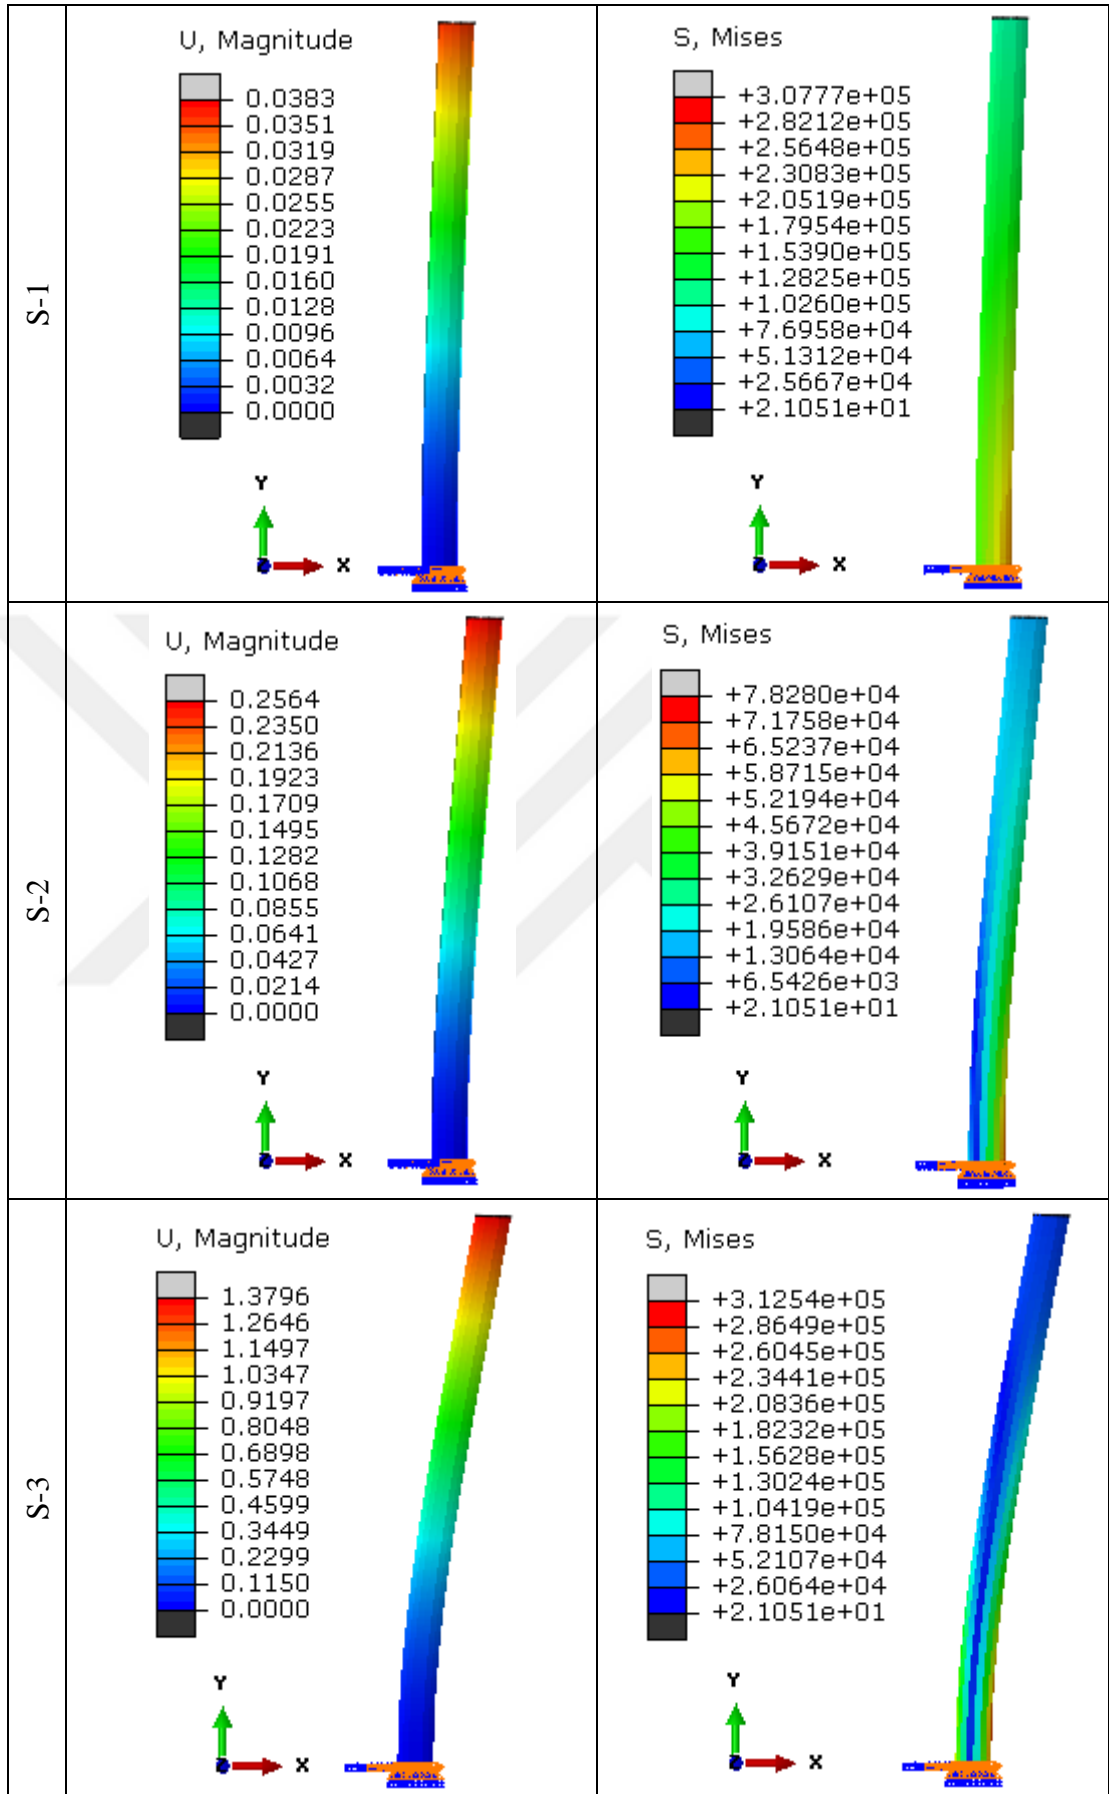 S-1
U, Magnitude
0.0383
0.0351
0.0319
0.0287
0.0255
0.0223
0.0191
0.0160
0.0128
0.0096
0.0064
0.0032
0.0000
Y
X
S, Mises
+3.0777e+05
+2.8212e+05
+2.5648e+05
+2.3083e+05
+2.0519e+05
+1.7954e+05
+1.5390e+05
+1.2825e+05
+1.0260e+05
+7.6958e+04
+5.1312e+04
+2.5667e+04
+2.1051e+01
Y
X
S-2
U, Magnitude
0.2564
0.2350
0.2136
0.1923
0.1709
0.1495
0.1282
0.1068
0.0855
0.0641
0.0427
0.0214
0.0000
Y
X
S, Mises
+7.8280e+04
+7.1758e+04
+6.5237e+04
+5.8715e+04
+5.2194e+04
+4.5672e+04
+3.9151e+04
+3.2629e+04
+2.6107e+04
+1.9586e+04
+1.3064e+04
+6.5426e+03
+2.1051e+01
Y
X
S-3
U, Magnitude
1.3796
1.2646
1.1497
1.0347
0.9197
0.8048
0.6898
0.5748
0.4599
0.3449
0.2299
0.1150
0.0000
Y
X
S, Mises
+3.1254e+05
+2.8649e+05
+2.6045e+05
+2.3441e+05
+2.0836e+05
+1.8232e+05
+1.5628e+05
+1.3024e+05
+1.0419e+05
+7.8150e+04
+5.2107e+04
+2.6064e+04
+2.1051e+01
Y
X